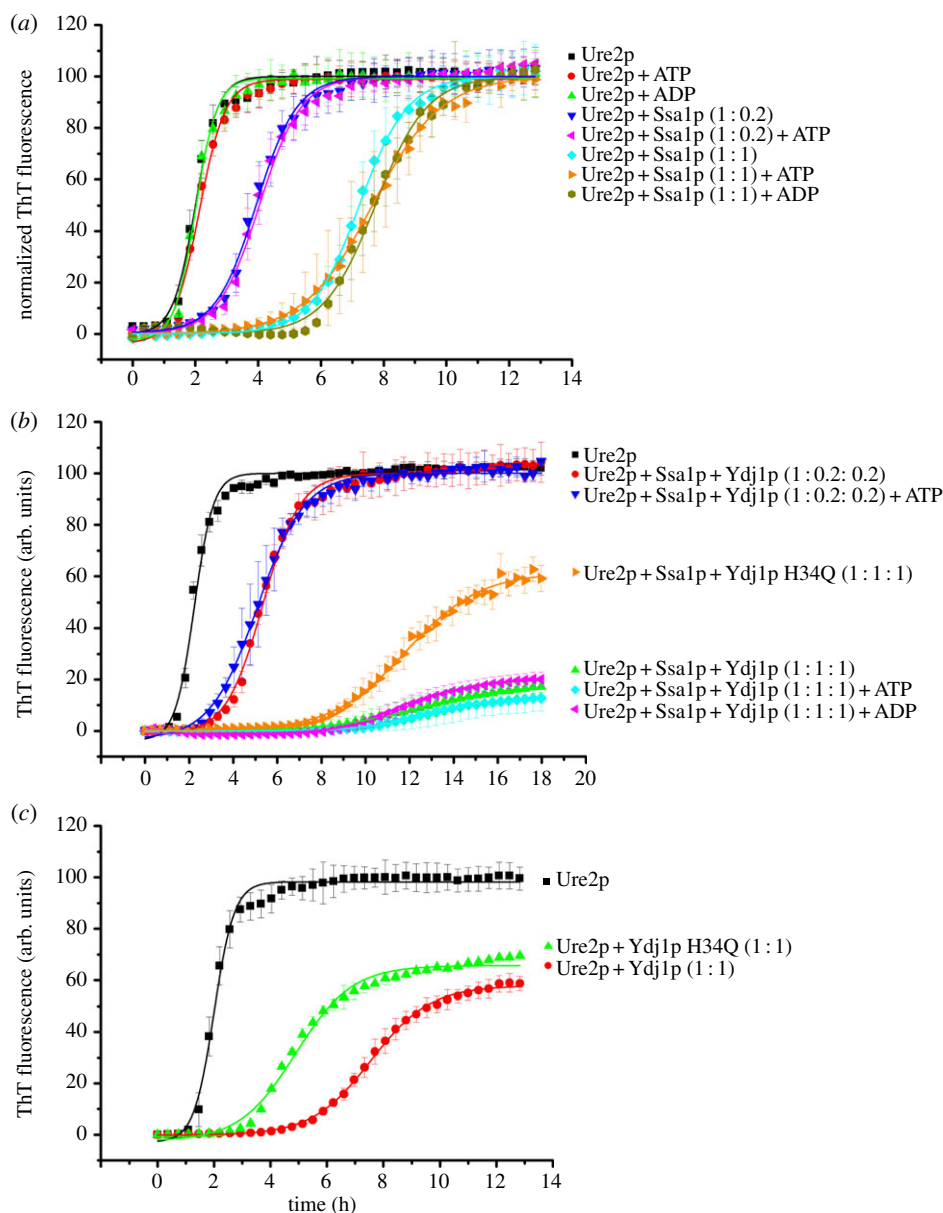 (a)
120
100
80
60
40
20
0
normalized ThT fluorescence
0 2 4 6 8 10 12 14
Ure2p
Ure2p + ATP
Ure2p + ADP
Ure2p + Ssa1p (1 : 0.2)
Ure2p + Ssa1p (1 : 0.2) + ATP
Ure2p + Ssa1p (1 : 1)
Ure2p + Ssa1p (1 : 1) + ATP
Ure2p + Ssa1p (1 : 1) + ADP
(b)
120
100
80
60
40
20
0
ThT fluorescence (arb. units)
0 2 4 6 8 10 12 14 16 18 20
Ure2p
Ure2p + Ssa1p + Ydj1p (1 : 0.2: 0.2)
Ure2p + Ssa1p + Ydj1p (1 : 0.2: 0.2) + ATP
Ure2p + Ssa1p + Ydj1p H34Q (1 : 1 : 1)
Ure2p + Ssa1p + Ydj1p (1 : 1 : 1)
Ure2p + Ssa1p + Ydj1p (1 : 1 : 1) + ATP
Ure2p + Ssa1p + Ydj1p (1 : 1 : 1) + ADP
(c)
120
100
80
60
40
20
0
ThT fluorescence (arb. units)
0 2 4 6 8 10 12 14
time (h)
Ure2p
Ure2p + Ydj1p H34Q (1 : 1)
Ure2p + Ydj1p (1 : 1)